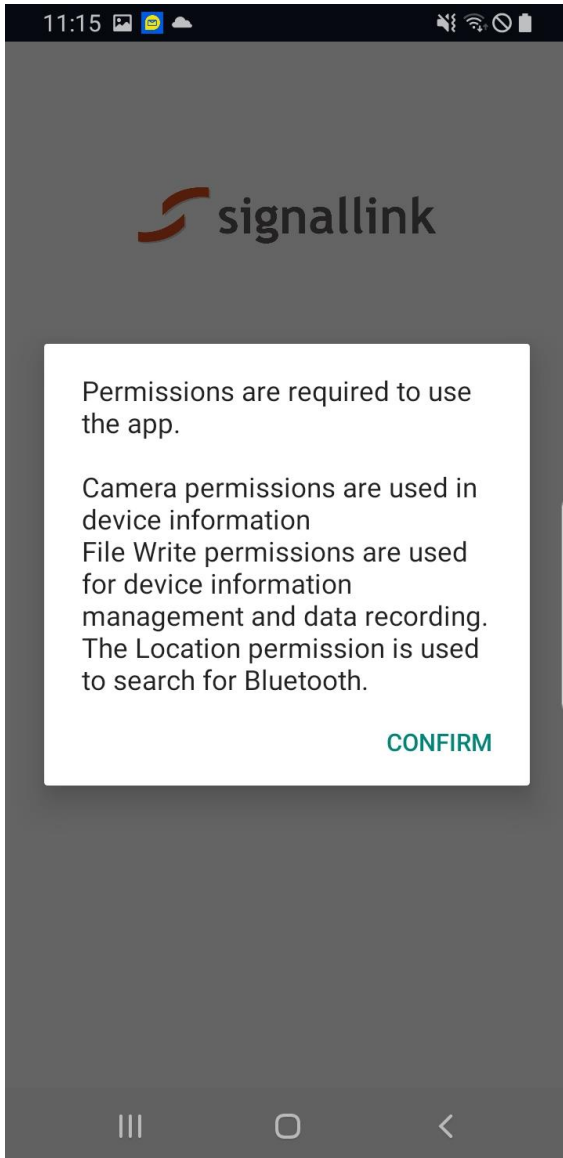 11:15
signallink
Permissions are required to use
the app.
Camera permissions are used in
device information
File Write permissions are used
for device information
management and data recording.
The Location permission is used
to search for Bluetooth.
CONFIRM